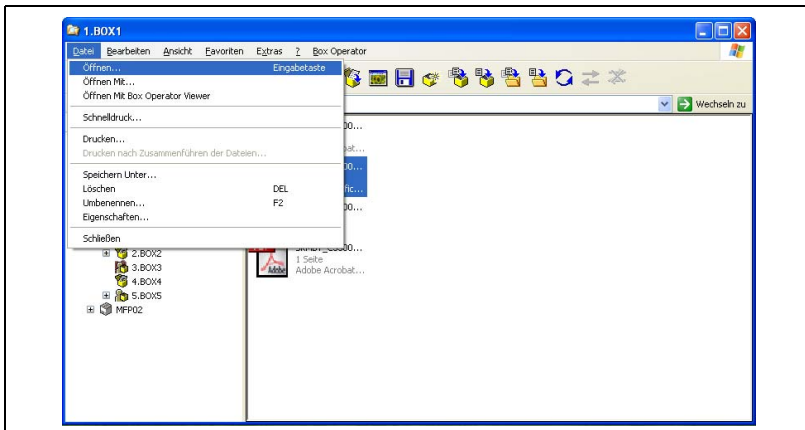 1.BOX1
Datei Bearbeiten Ansicht Favoriten Extras ? Box Operator
Öffnen... Eingabetaste
Öffnen Mit...
Öffnen Mit Box Operator Viewer
Wechseln zu
Schnelldruck...
Drucken...
Drucken nach Zusammenführen der Dateien...
Speichern Unter...
Löschen DEL
Umbenennen... F2
Eigenschaften...
Schließen
2.BOX2
3.BOX3
4.BOX4
5.BOX5
MFP02
1 Seite
Adobe Acrobat...
Adobe